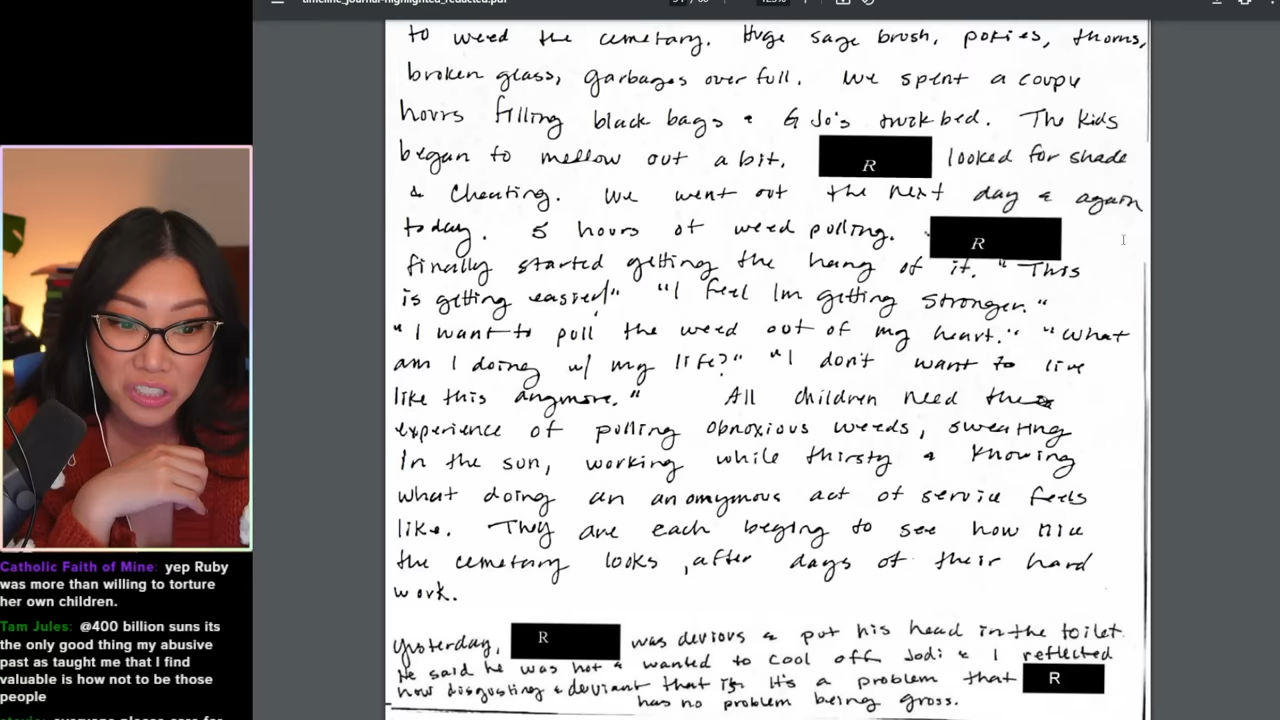 timeline_journal-highlighted_redacted.pdf
to weed the cemetary. Huge sage brush, pokies, thorns,
broken glass, garbages over full. We spent a coupl
hours filling black bags & & Jo's truck bed. The kids
began to mellow out a bit. R looked for shade
& cheating. We went out the next day & again
today. 5 hours of weed pulling. R
finally started getting the hang of it. "This
is getting easier!" "I feel Im getting stronger."
"I want to pull the weed out of my heart." "What
am I doing w/ my life?" "I don't want to live
like this anymore." All children need the
experience of pulling obnoxious weeds, sweating
in the sun, working while thirsty & knowing
what doing an anonymous act of service feels
like. They are each beging to see how nice
the cemetary looks, after days of their hard
work.
Yesterday, R was devious & put his head in the toilet.
He said he was hot & wanted to cool off. Jodi & I reflected
how disgusting & deviant that is. It's a problem that R
has no problem being gross.
Catholic Faith of Mine: yep Ruby
was more than willing to torture
her own children.
Tam Jules: @400 billion suns its
the only good thing my abusive
past as taught me that I find
valuable is how not to be those
people